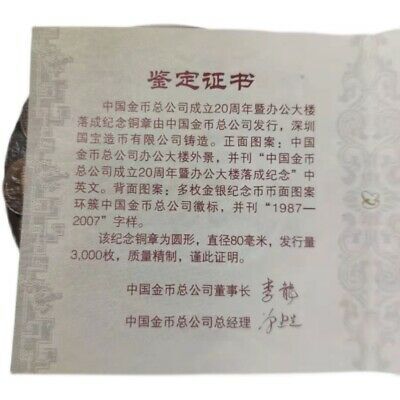 鉴定证书
中国金币总公司成立20周年暨办公大楼
落成纪念铜章由中国金币总公司发行，深圳
国宝造币有限公司铸造。正面图案：中国
金币总公司办公大楼外景，并刊“中国金币
总公司成立20周年暨办公大楼落成纪念”中
英文。背面图案：多枚金银纪念币币面图案
环簇中国金币总公司徽标，并刊“1987—
2007”字样。
该纪念铜章为圆形，直径80毫米，发行量
3,000枚，质量精制，谨此证明。
中国金币总公司董事长
中国金币总公司总经理